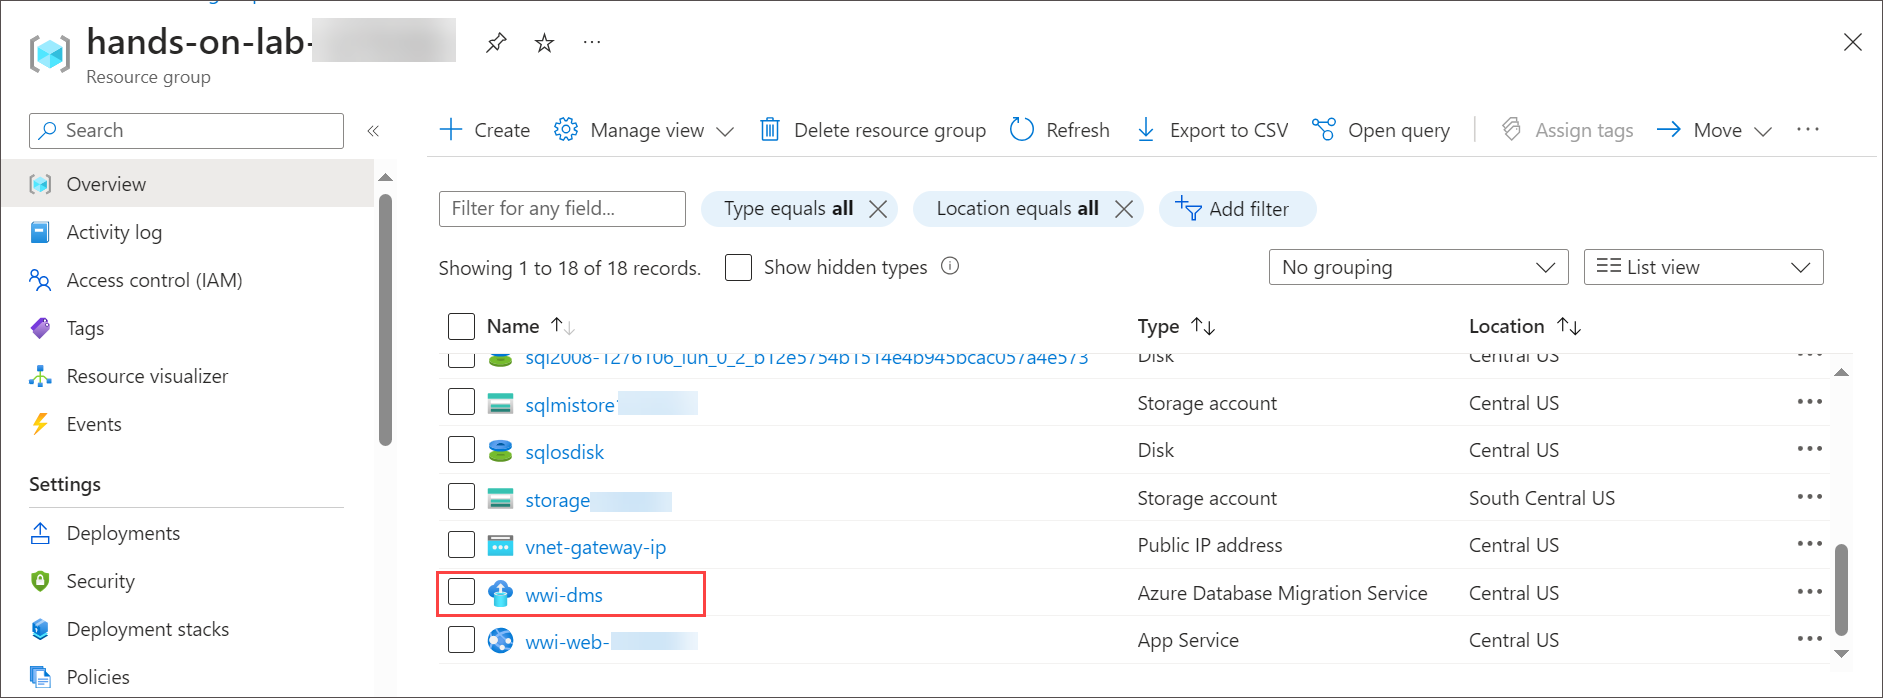 hands-on-lab-
Resource group
Search
Create
Manage view
Delete resource group
Refresh
Export to CSV
Open query
Assign tags
Move
Overview
Activity log
Access control (IAM)
Tags
Resource visualizer
Events
Settings
Deployments
Security
Deployment stacks
Policies
Filter for any field...
Type equals all
Location equals all
Add filter
Showing 1 to 18 of 18 records.
Show hidden types
No grouping
List view
Name Type Location
sql2008-1276106_lun_0_2_b12e5754b1514e4b945bcac057a4e573 Disk Central US
sqlmistore Storage account Central US
sqlosdisk Disk Central US
storage Storage account South Central US
vnet-gateway-ip Public IP address Central US
wwi-dms Azure Database Migration Service Central US
wwi-web- App Service Central US